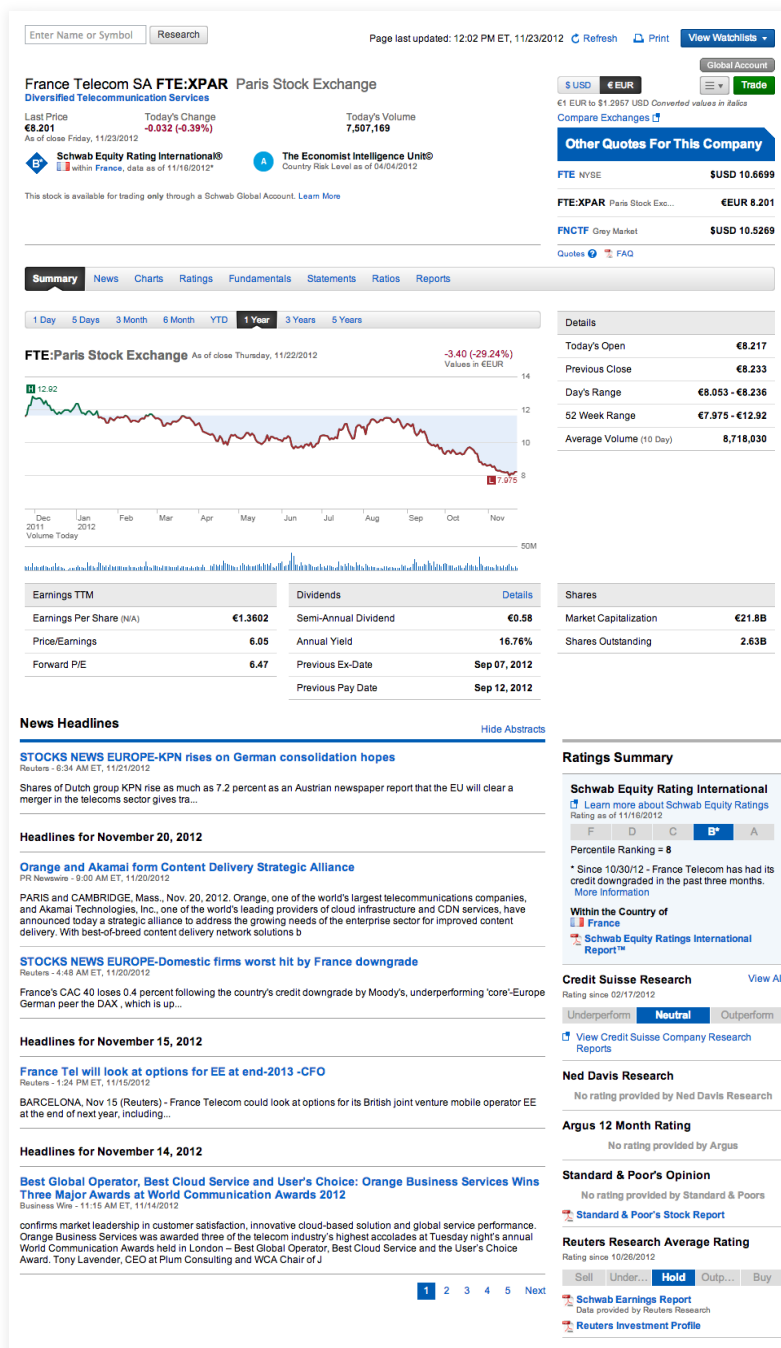 Enter Name or Symbol Research
Page last updated: 12:02 PM ET, 11/23/2012 Refresh Print View Watchlists
Global Account
France Telecom SA FTE:XPAR Paris Stock Exchange
Diversified Telecommunication Services
$ USD € EUR Trade
€1 EUR to $1.2957 USD Converted values in italics
Compare Exchanges
Last Price Today's Change Today's Volume
€8.201 -0.032 (-0.39%) 7,507,169
As of close Friday, 11/23/2012
B* Schwab Equity Rating International®
within France, data as of 11/16/2012*
A The Economist Intelligence Unit©
Country Risk Level as of 04/04/2012
This stock is available for trading only through a Schwab Global Account. Learn More
Other Quotes For This Company
FTE NYSE $USD 10.6699
FTE:XPAR Paris Stock Exc... €EUR 8.201
FNCTF Grey Market $USD 10.5269
Quotes ? FAQ
Summary News Charts Ratings Fundamentals Statements Ratios Reports
1 Day 5 Days 3 Month 6 Month YTD 1 Year 3 Years 5 Years
FTE:Paris Stock Exchange As of close Thursday, 11/22/2012
-3.40 (-29.24%)
Values in €EUR
14
H 12.92
12
10
8
L 7.975
Dec Jan Feb Mar Apr May Jun Jul Aug Sep Oct Nov
2011 2012
Volume Today
50M
Details
Today's Open €8.217
Previous Close €8.233
Day's Range €8.053 - €8.236
52 Week Range €7.975 - €12.92
Average Volume (10 Day) 8,718,030
Earnings TTM
Earnings Per Share (N/A) €1.3602
Price/Earnings 6.05
Forward P/E 6.47
Dividends Details
Semi-Annual Dividend €0.58
Annual Yield 16.76%
Previous Ex-Date Sep 07, 2012
Previous Pay Date Sep 12, 2012
Shares
Market Capitalization €21.8B
Shares Outstanding 2.63B
News Headlines
Hide Abstracts
STOCKS NEWS EUROPE-KPN rises on German consolidation hopes
Reuters - 6:34 AM ET, 11/21/2012
Shares of Dutch group KPN rise as much as 7.2 percent as an Austrian newspaper report that the EU will clear a
merger in the telecoms sector gives tra...
Headlines for November 20, 2012
Orange and Akamai form Content Delivery Strategic Alliance
PR Newswire - 9:00 AM ET, 11/20/2012
PARIS and CAMBRIDGE, Mass., Nov. 20, 2012. Orange, one of the world's largest telecommunications companies,
and Akamai Technologies, Inc., one of the world's leading providers of cloud infrastructure and CDN services, have
announced today a strategic alliance to address the growing needs of the enterprise sector for improved content
delivery. With best-of-breed content delivery network solutions b
STOCKS NEWS EUROPE-Domestic firms worst hit by France downgrade
Reuters - 4:48 AM ET, 11/20/2012
France's CAC 40 loses 0.4 percent following the country's credit downgrade by Moody's, underperforming 'core'-Europe
German peer the DAX , which is up...
Headlines for November 15, 2012
France Tel will look at options for EE at end-2013 -CFO
Reuters - 1:24 PM ET, 11/15/2012
BARCELONA, Nov 15 (Reuters) - France Telecom could look at options for its British joint venture mobile operator EE
at the end of next year, including...
Headlines for November 14, 2012
Best Global Operator, Best Cloud Service and User's Choice: Orange Business Services Wins
Three Major Awards at World Communication Awards 2012
Business Wire - 11:15 AM ET, 11/14/2012
confirms market leadership in customer satisfaction, innovative cloud-based solution and global service performance.
Orange Business Services was awarded three of the telecom industry's highest accolades at Tuesday night's annual
World Communication Awards held in London – Best Global Operator, Best Cloud Service and the User's Choice
Award. Tony Lavender, CEO at Plum Consulting and WCA Chair of J
1 2 3 4 5 Next
Ratings Summary
Schwab Equity Rating International
Learn more about Schwab Equity Ratings
Rating as of 11/16/2012
F D C B* A
Percentile Ranking = 8
* Since 10/30/12 - France Telecom has had its
credit downgraded in the past three months.
More Information
Within the Country of
France
Schwab Equity Ratings International
Report™
Credit Suisse Research View Al
Rating since 02/17/2012
Underperform Neutral Outperform
View Credit Suisse Company Research
Reports
Ned Davis Research
No rating provided by Ned Davis Research
Argus 12 Month Rating
No rating provided by Argus
Standard & Poor's Opinion
No rating provided by Standard & Poors
Standard & Poor's Stock Report
Reuters Research Average Rating
Rating since 10/26/2012
Sell Under... Hold Outp... Buy
Schwab Earnings Report
Data provided by Reuters Research
Reuters Investment Profile